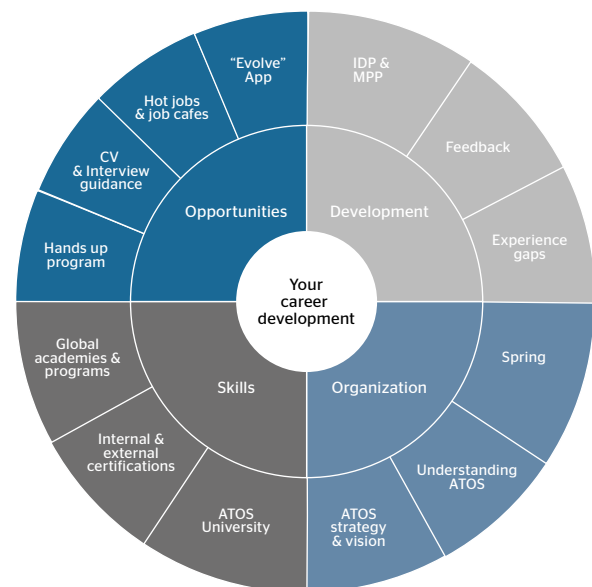 "Evolve"
App
IDP &
MPP
Hot jobs
& job cafes
Feedback
CV
& Interview
guidance
Opportunities
Development
Hands up
program
Experience
gaps
Your
career
development
Global
academies &
programs
Spring
Skills
Organization
Internal &
external
certifications
Understanding
ATOS
ATOS
University
ATOS
strategy
& vision